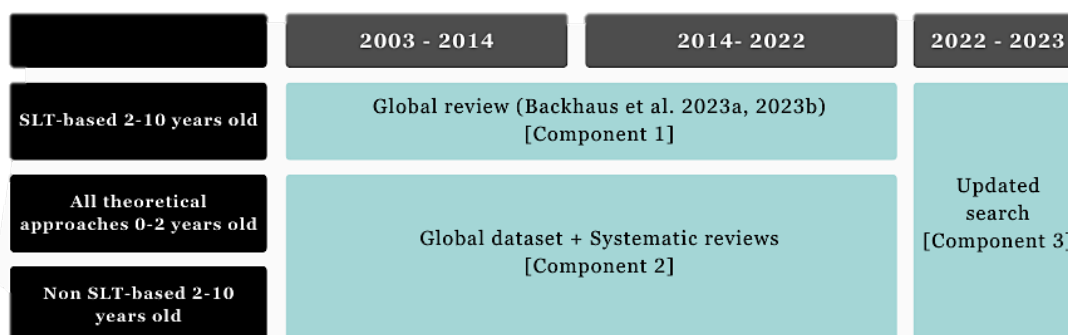 2003 - 2014
2014- 2022
2022 - 2023
SLT-based 2-10 years old
Global review (Backhaus et al. 2023a, 2023b)
[Component 1]
All theoretical
approaches 0-2 years old
Global dataset + Systematic reviews
[Component 2]
Updated
search
[Component 3]
Non SLT-based 2-10
years old